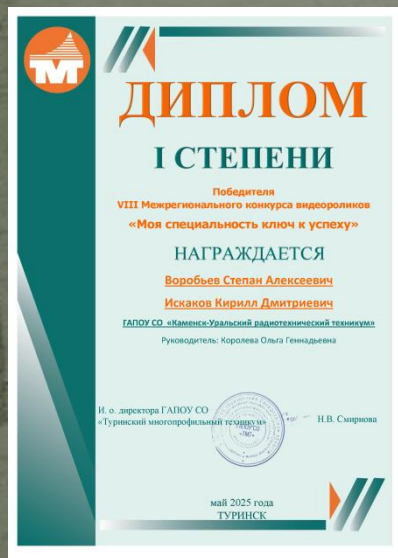 ТМТ
ДИПЛОМ
I СТЕПЕНИ
Победителя
VIII Межрегионального конкурса видеороликов
«Моя специальность ключ к успеху»
НАГРАЖДАЕТСЯ
Воробьев Степан Алексеевич
Искаков Кирилл Дмитриевич
ГАПОУ СО «Каменск-Уральский радиотехнический техникум»
Руководитель: Королева Ольга Геннадьевна
И. о. директора ГАПОУ СО
«Туринский многопрофильный техникум»
Н.В. Смирнова
май 2025 года
ТУРИНСК